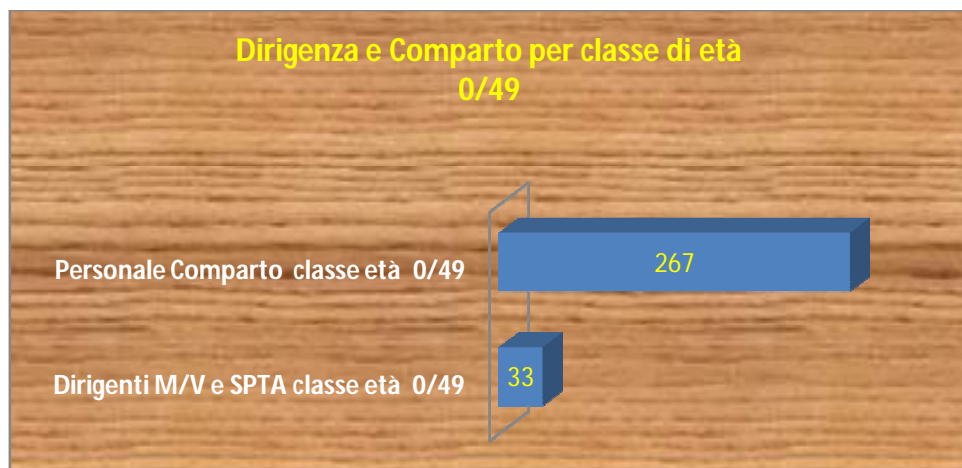 Dirigenza e Comparto per classe di età
0/49
Personale Comparto classe età 0/49
267
Dirigenti M/V e SPTA classe età 0/49
33